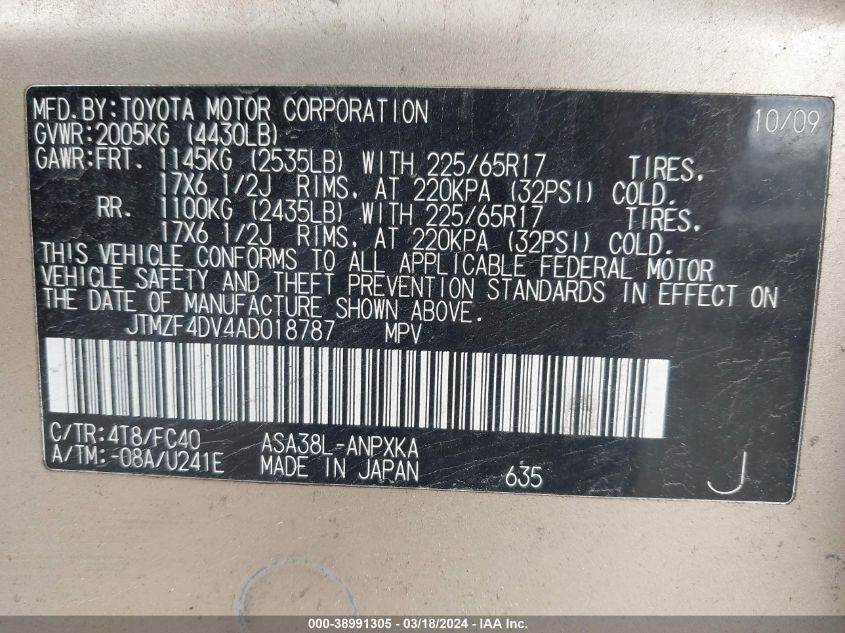 MFD.BY:TOYOTA MOTOR CORPORATION 10/09
GVWR:2005KG (4430LB)
GAWR:FRT. 1145KG (2535LB) WITH 225/65R17 TIRES,
17X6 1/2J RIMS, AT 220KPA (32PSI) COLD.
RR. 1100KG (2435LB) WITH 225/65R17 TIRES,
17X6 1/2J RIMS, AT 220KPA (32PSI) COLD.
THIS VEHICLE CONFORMS TO ALL APPLICABLE FEDERAL MOTOR
VEHICLE SAFETY AND THEFT PREVENTION STANDARDS IN EFFECT ON
THE DATE OF MANUFACTURE SHOWN ABOVE.
JTMZF4DV4AD018787 MPV
C/TR:4T8/FC40 ASA38L-ANPXKA
A/TM:-08A/U241E MADE IN JAPAN 635 J
000-38991305 - 03/18/2024 - IAA Inc.